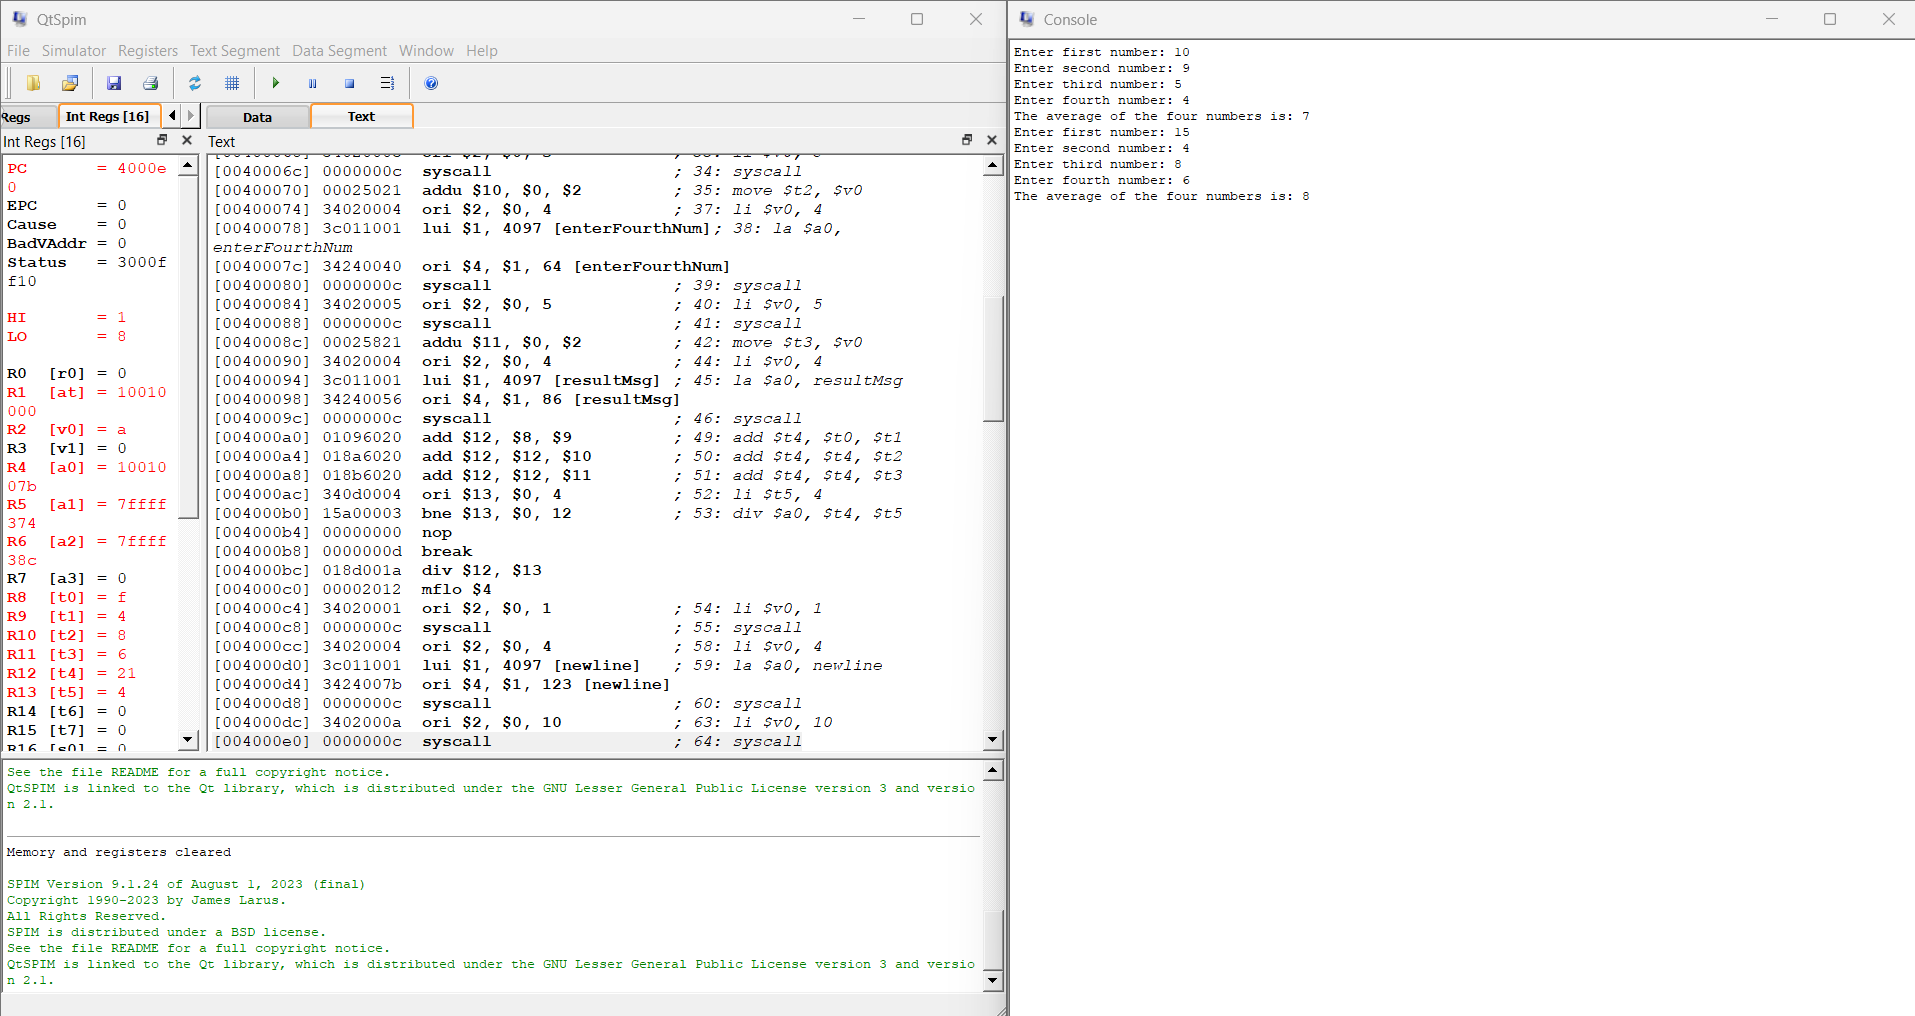 QtSpim
File Simulator Registers Text Segment Data Segment Window Help
Regs Int Regs [16] Data Text
Int Regs [16]
PC = 4000e
0
EPC = 0
Cause = 0
BadVAddr = 0
Status = 3000f
f10
HI = 1
LO = 8
R0 [r0] = 0
R1 [at] = 10010
000
R2 [v0] = a
R3 [v1] = 0
R4 [a0] = 10010
07b
R5 [a1] = 7ffff
374
R6 [a2] = 7ffff
38c
R7 [a3] = 0
R8 [t0] = f
R9 [t1] = 4
R10 [t2] = 8
R11 [t3] = 6
R12 [t4] = 21
R13 [t5] = 4
R14 [t6] = 0
R15 [t7] = 0
R16 [s0] = 0
Text
[0040006c] 0000000c syscall ; 34: syscall
[00400070] 00025021 addu $10, $0, $2 ; 35: move $t2, $v0
[00400074] 34020004 ori $2, $0, 4 ; 37: li $v0, 4
[00400078] 3c011001 lui $1, 4097 [enterFourthNum]; 38: la $a0,
enterFourthNum
[0040007c] 34240040 ori $4, $1, 64 [enterFourthNum]
[00400080] 0000000c syscall ; 39: syscall
[00400084] 34020005 ori $2, $0, 5 ; 40: li $v0, 5
[00400088] 0000000c syscall ; 41: syscall
[0040008c] 00025821 addu $11, $0, $2 ; 42: move $t3, $v0
[00400090] 34020004 ori $2, $0, 4 ; 44: li $v0, 4
[00400094] 3c011001 lui $1, 4097 [resultMsg] ; 45: la $a0, resultMsg
[00400098] 34240056 ori $4, $1, 86 [resultMsg]
[0040009c] 0000000c syscall ; 46: syscall
[004000a0] 01096020 add $12, $8, $9 ; 49: add $t4, $t0, $t1
[004000a4] 018a6020 add $12, $12, $10 ; 50: add $t4, $t4, $t2
[004000a8] 018b6020 add $12, $12, $11 ; 51: add $t4, $t4, $t3
[004000ac] 340d0004 ori $13, $0, 4 ; 52: li $t5, 4
[004000b0] 15a00003 bne $13, $0, 12 ; 53: div $a0, $t4, $t5
[004000b4] 00000000 nop
[004000b8] 0000000d break
[004000bc] 018d001a div $12, $13
[004000c0] 00002012 mflo $4
[004000c4] 34020001 ori $2, $0, 1 ; 54: li $v0, 1
[004000c8] 0000000c syscall ; 55: syscall
[004000cc] 34020004 ori $2, $0, 4 ; 58: li $v0, 4
[004000d0] 3c011001 lui $1, 4097 [newline] ; 59: la $a0, newline
[004000d4] 3424007b ori $4, $1, 123 [newline]
[004000d8] 0000000c syscall ; 60: syscall
[004000dc] 3402000a ori $2, $0, 10 ; 63: li $v0, 10
[004000e0] 0000000c syscall ; 64: syscall
See the file README for a full copyright notice.
QtSPIM is linked to the Qt library, which is distributed under the GNU Lesser General Public License version 3 and versio
n 2.1.
Memory and registers cleared
SPIM Version 9.1.24 of August 1, 2023 (final)
Copyright 1990-2023 by James Larus.
All Rights Reserved.
SPIM is distributed under a BSD license.
See the file README for a full copyright notice.
QtSPIM is linked to the Qt library, which is distributed under the GNU Lesser General Public License version 3 and versio
n 2.1.
Console
Enter first number: 10
Enter second number: 9
Enter third number: 5
Enter fourth number: 4
The average of the four numbers is: 7
Enter first number: 15
Enter second number: 4
Enter third number: 8
Enter fourth number: 6
The average of the four numbers is: 8